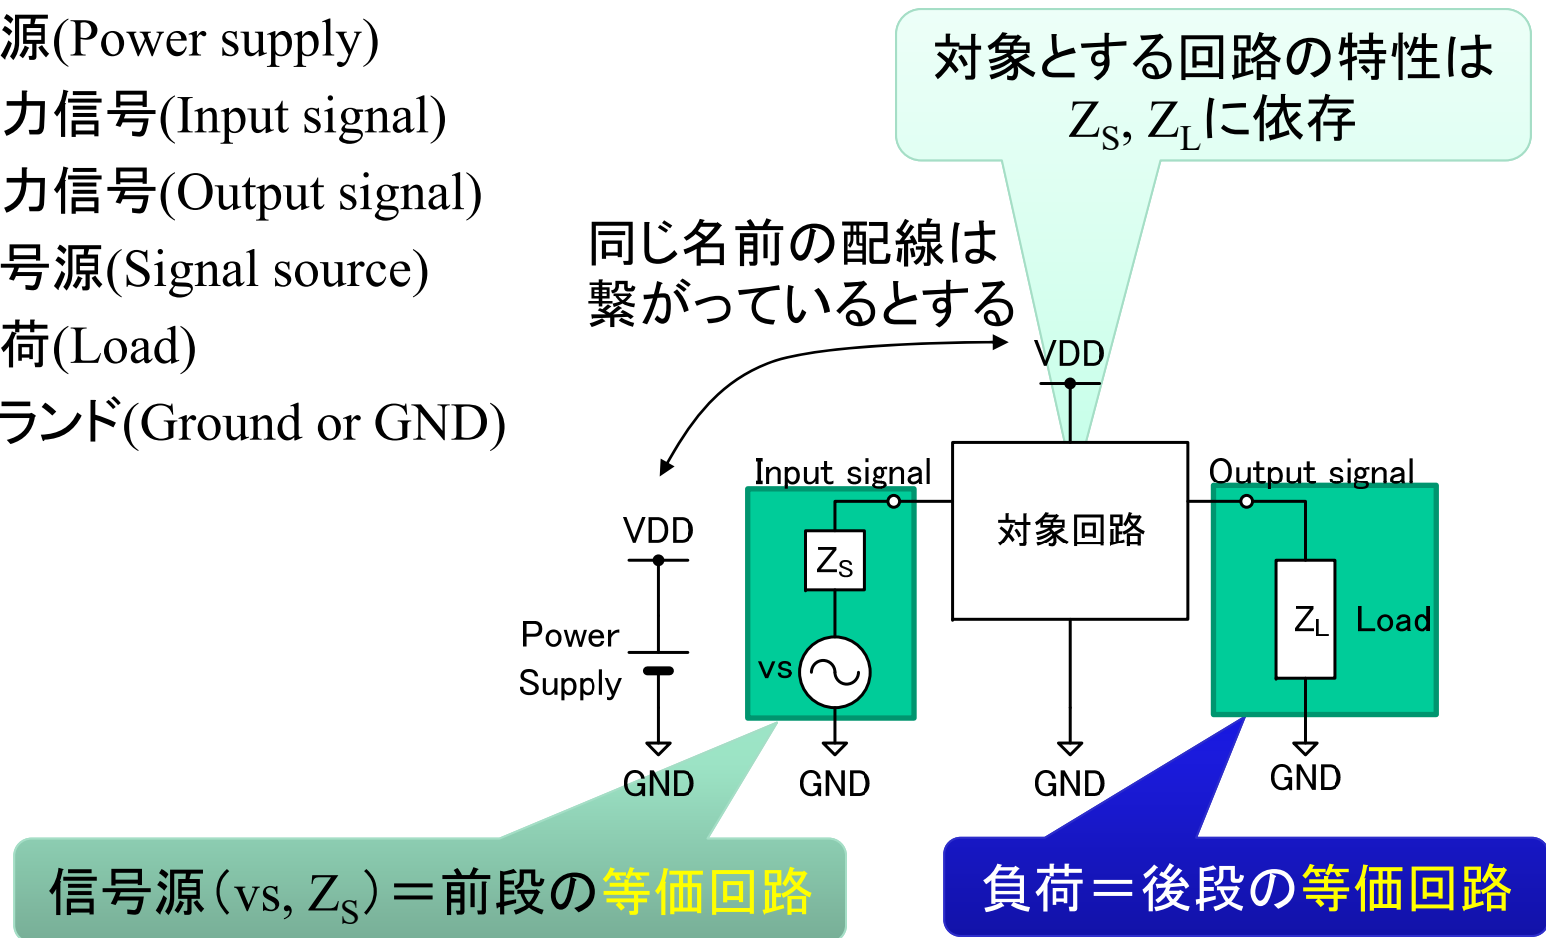 源(Power supply)
力信号(Input signal)
力信号(Output signal)
号源(Signal source)
荷(Load)
ランド(Ground or GND)
対象とする回路の特性は
ZS, ZLに依存
同じ名前の配線は
繋がっているとする
VDD
Input signal
Output signal
対象回路
VDD
ZS
Power
Supply
vs
ZL
Load
GND
GND
GND
GND
信号源(vs, ZS)=前段の等価回路
負荷=後段の等価回路